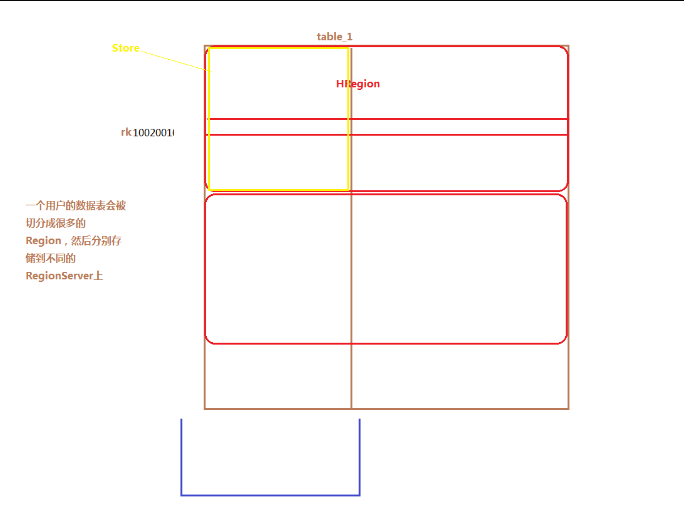 table_1
Store
HRegion
rk10020010
一个用户的数据表会被
切分成很多的
Region，然后分别存
储到不同的
RegionServer上